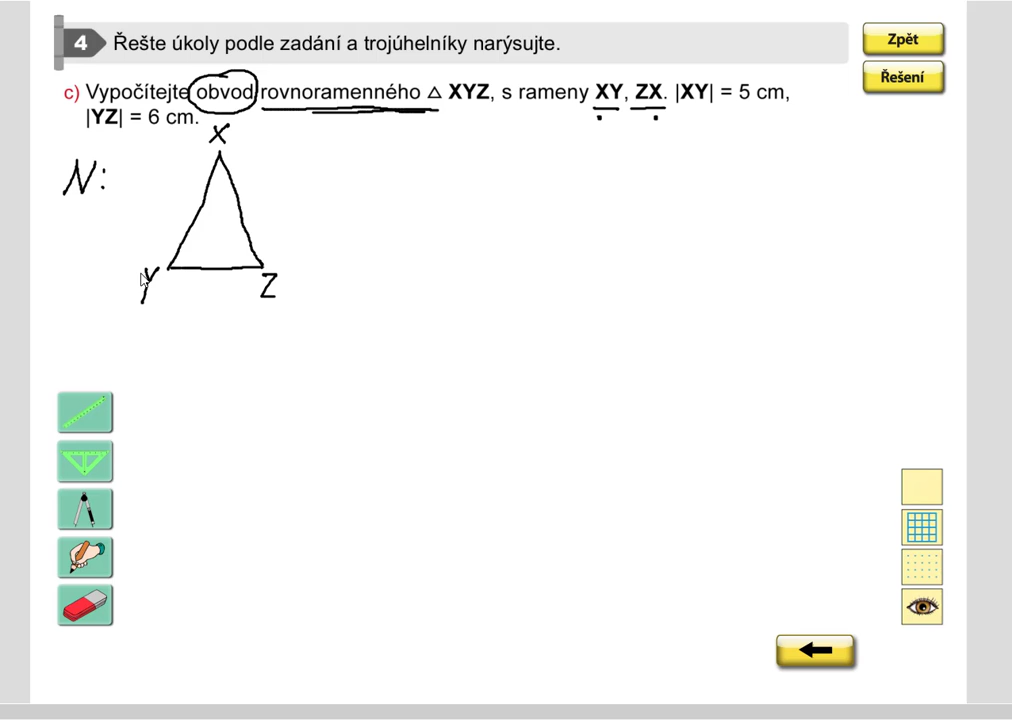 4 Řešte úkoly podle zadání a trojúhelníky narýsujte.
Zpět
Řešení
c) Vypočítejte obvod rovnoramenného △ XYZ, s rameny XY, ZX. |XY| = 5 cm,
|YZ| = 6 cm.
X
N:
Y
Z